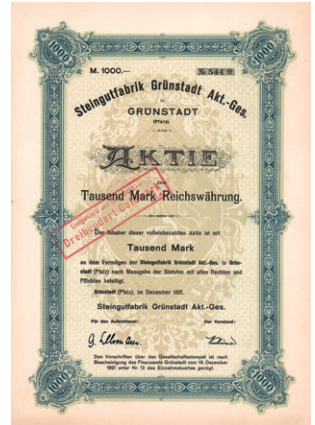 1000 1000
M. 1000.— № 544
Steingutfabrik Grünstadt Akt.-Ges.
in
GRÜNSTADT
(Pfalz)
AKTIE
über
Tausend Mark Reichswährung.
Dreihundert
Der Inhaber dieser vollbezahlten Aktie ist mit
Tausend Mark
an dem Vermögen der Steingutfabrik Grünstadt Akt.-Ges. in Grün-
stadt (Pfalz) nach Massgabe der Statuten mit allen Rechten und
Pflichten beteiligt.
Grünstadt (Pfalz), im Dezember 1921.
Steingutfabrik Grünstadt Akt.-Ges.
Für den Aufsichtsrat: Der Vorstand:
Den Vorschriften über den Gesellschaftsstempel ist nach
Bescheinigung des Finanzamts Grünstadt vom 19. Dezember
1921 unter Nr. 13 des Einnahmebuches genügt.
1000 1000